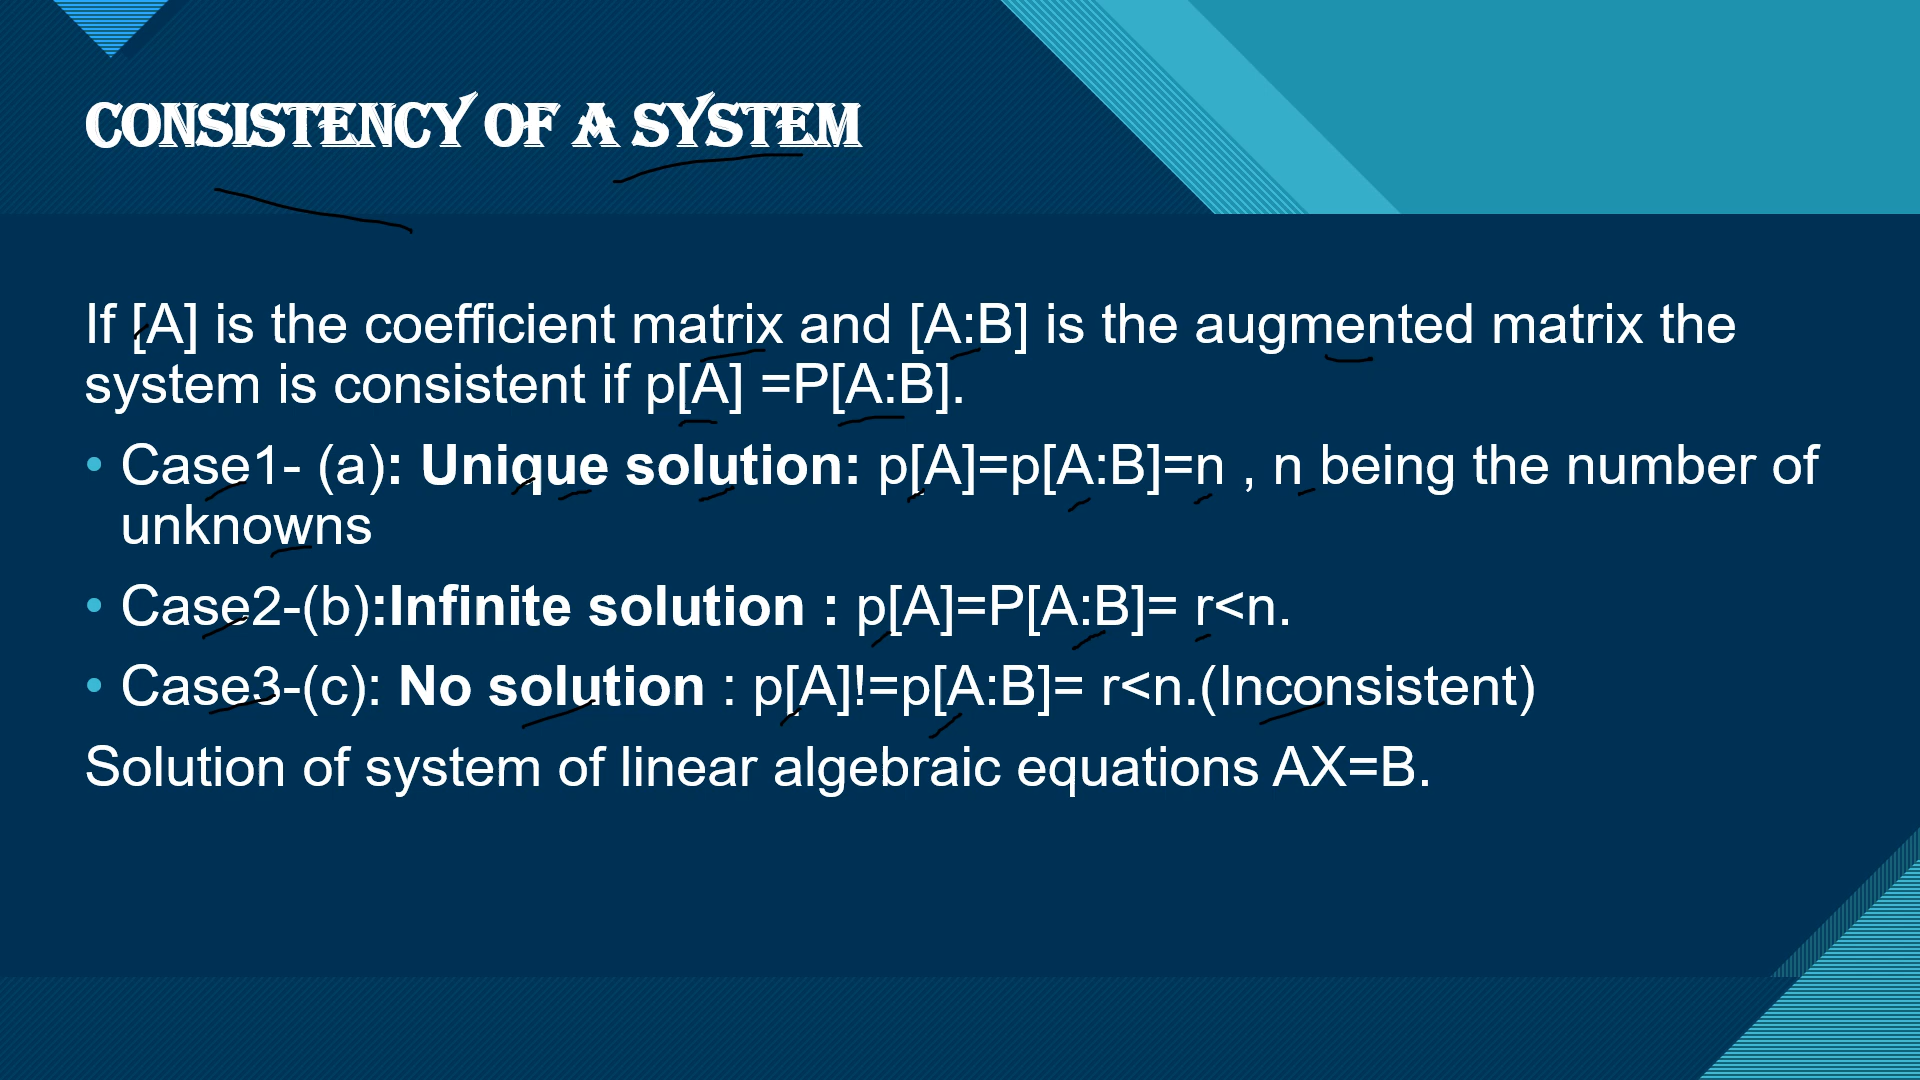 CONSISTENCY OF A SYSTEM
If [A] is the coefficient matrix and [A:B] is the augmented matrix the
system is consistent if p[A] =P[A:B].
• Case1- (a): Unique solution: p[A]=p[A:B]=n , n being the number of
unknowns
• Case2-(b):Infinite solution : p[A]=P[A:B]= r<n.
• Case3-(c): No solution : p[A]!=p[A:B]= r<n.(Inconsistent)
Solution of system of linear algebraic equations AX=B.